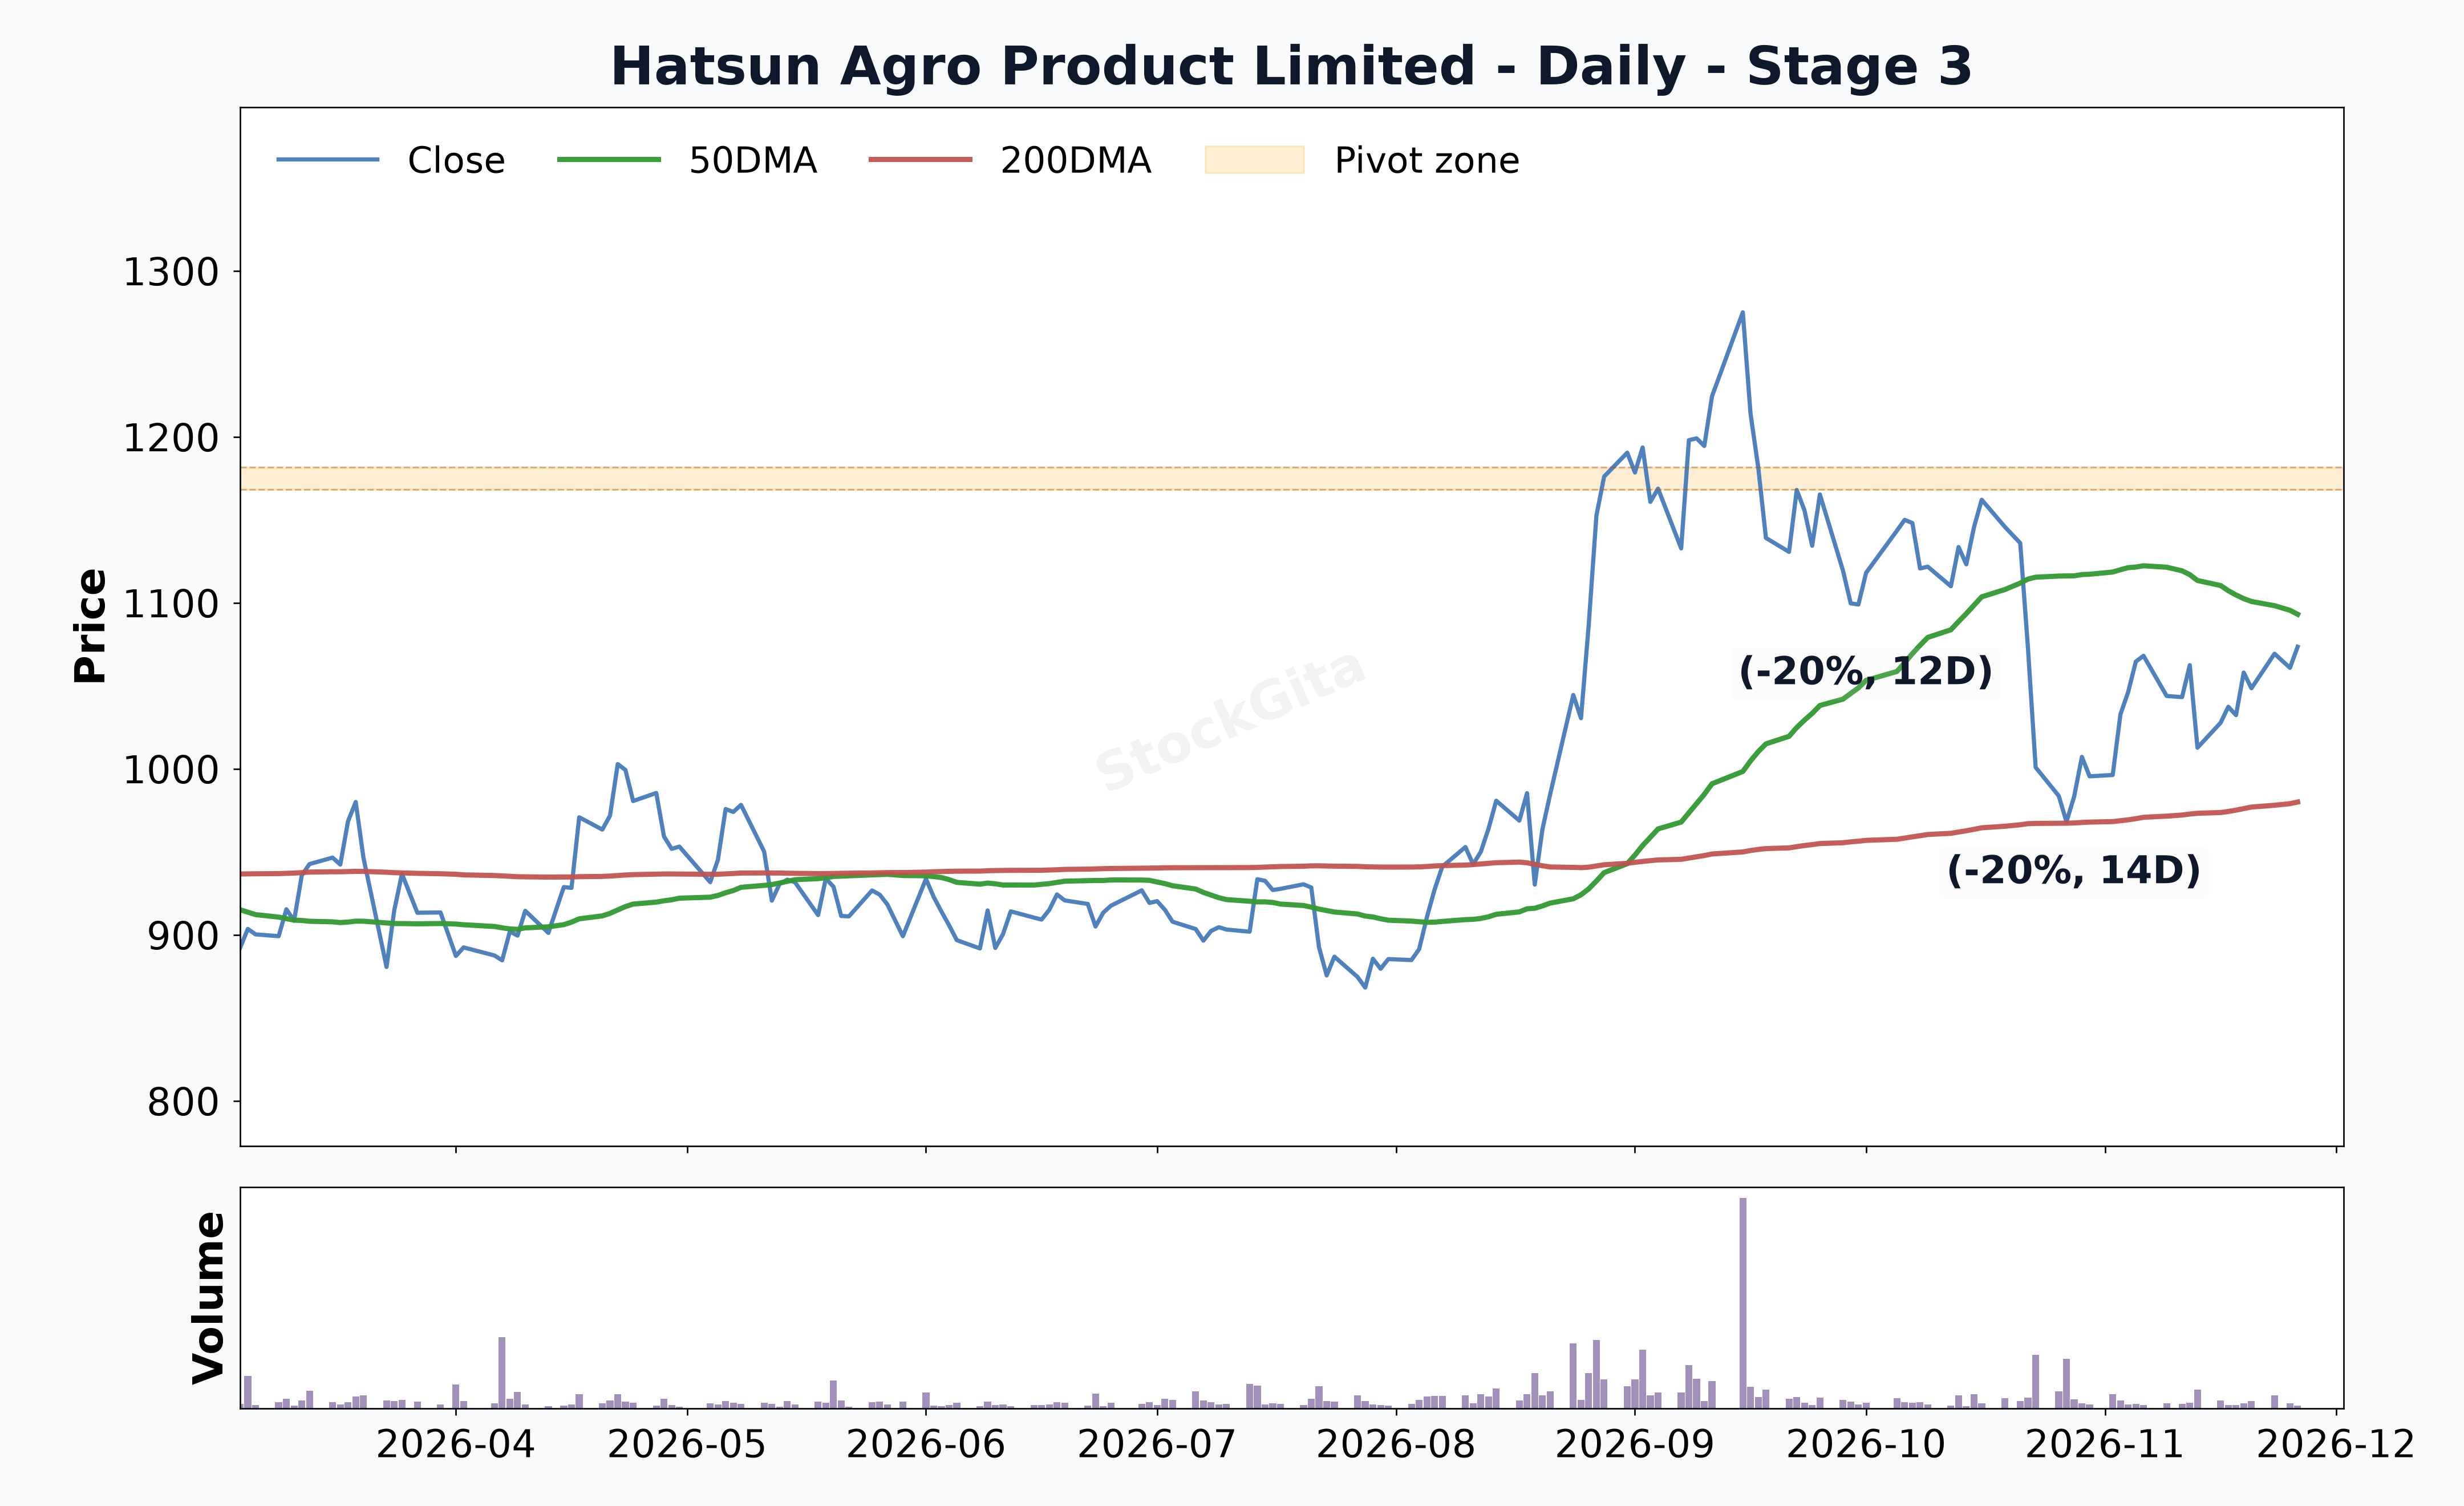 Hatsun Agro Product Limited - Daily - Stage 3
Close 50DMA 200DMA Pivot zone
Price
1300
1200
1100
1000
900
800
(-20%, 12D)
(-20%, 14D)
StockGita
Volume
2026-04 2026-05 2026-06 2026-07 2026-08 2026-09 2026-10 2026-11 2026-12